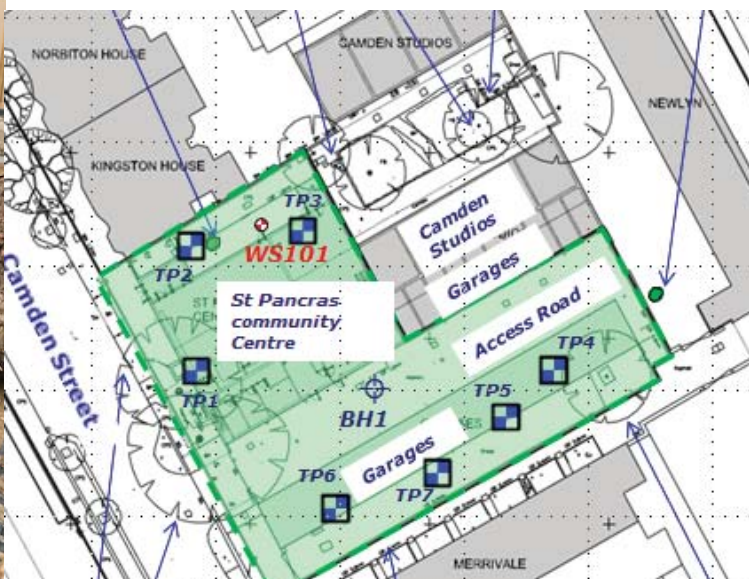 NORBITON HOUSE
CAMDEN STUDIOS
NEWLYN
KINGSTON HOUSE
TP3
WS101
TP2
Camden
Studios
Garages
Camden Street
St Pancras
community
Centre
Access Road
TP4
TP1
TP5
BH1
Garages
TP6
TP7
MERRIVALE